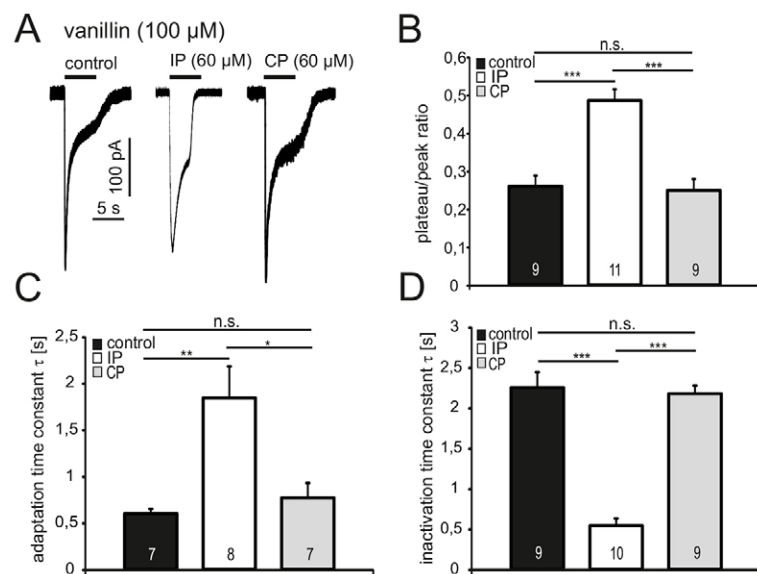 A
vanillin (100 µM)
control
IP (60 µM)
CP (60 µM)
100 pA
5 s
B
plateau/peak ratio
0,6
0,5
0,4
0,3
0,2
0,1
0
control
IP
CP
n.s.
***
***
9
11
9
C
adaptation time constant τ [s]
2,5
2
1,5
1
0,5
0
control
IP
CP
n.s.
**
*
7
8
7
D
inactivation time constant τ [s]
3
2,5
2
1,5
1
0,5
0
control
IP
CP
n.s.
***
***
9
10
9